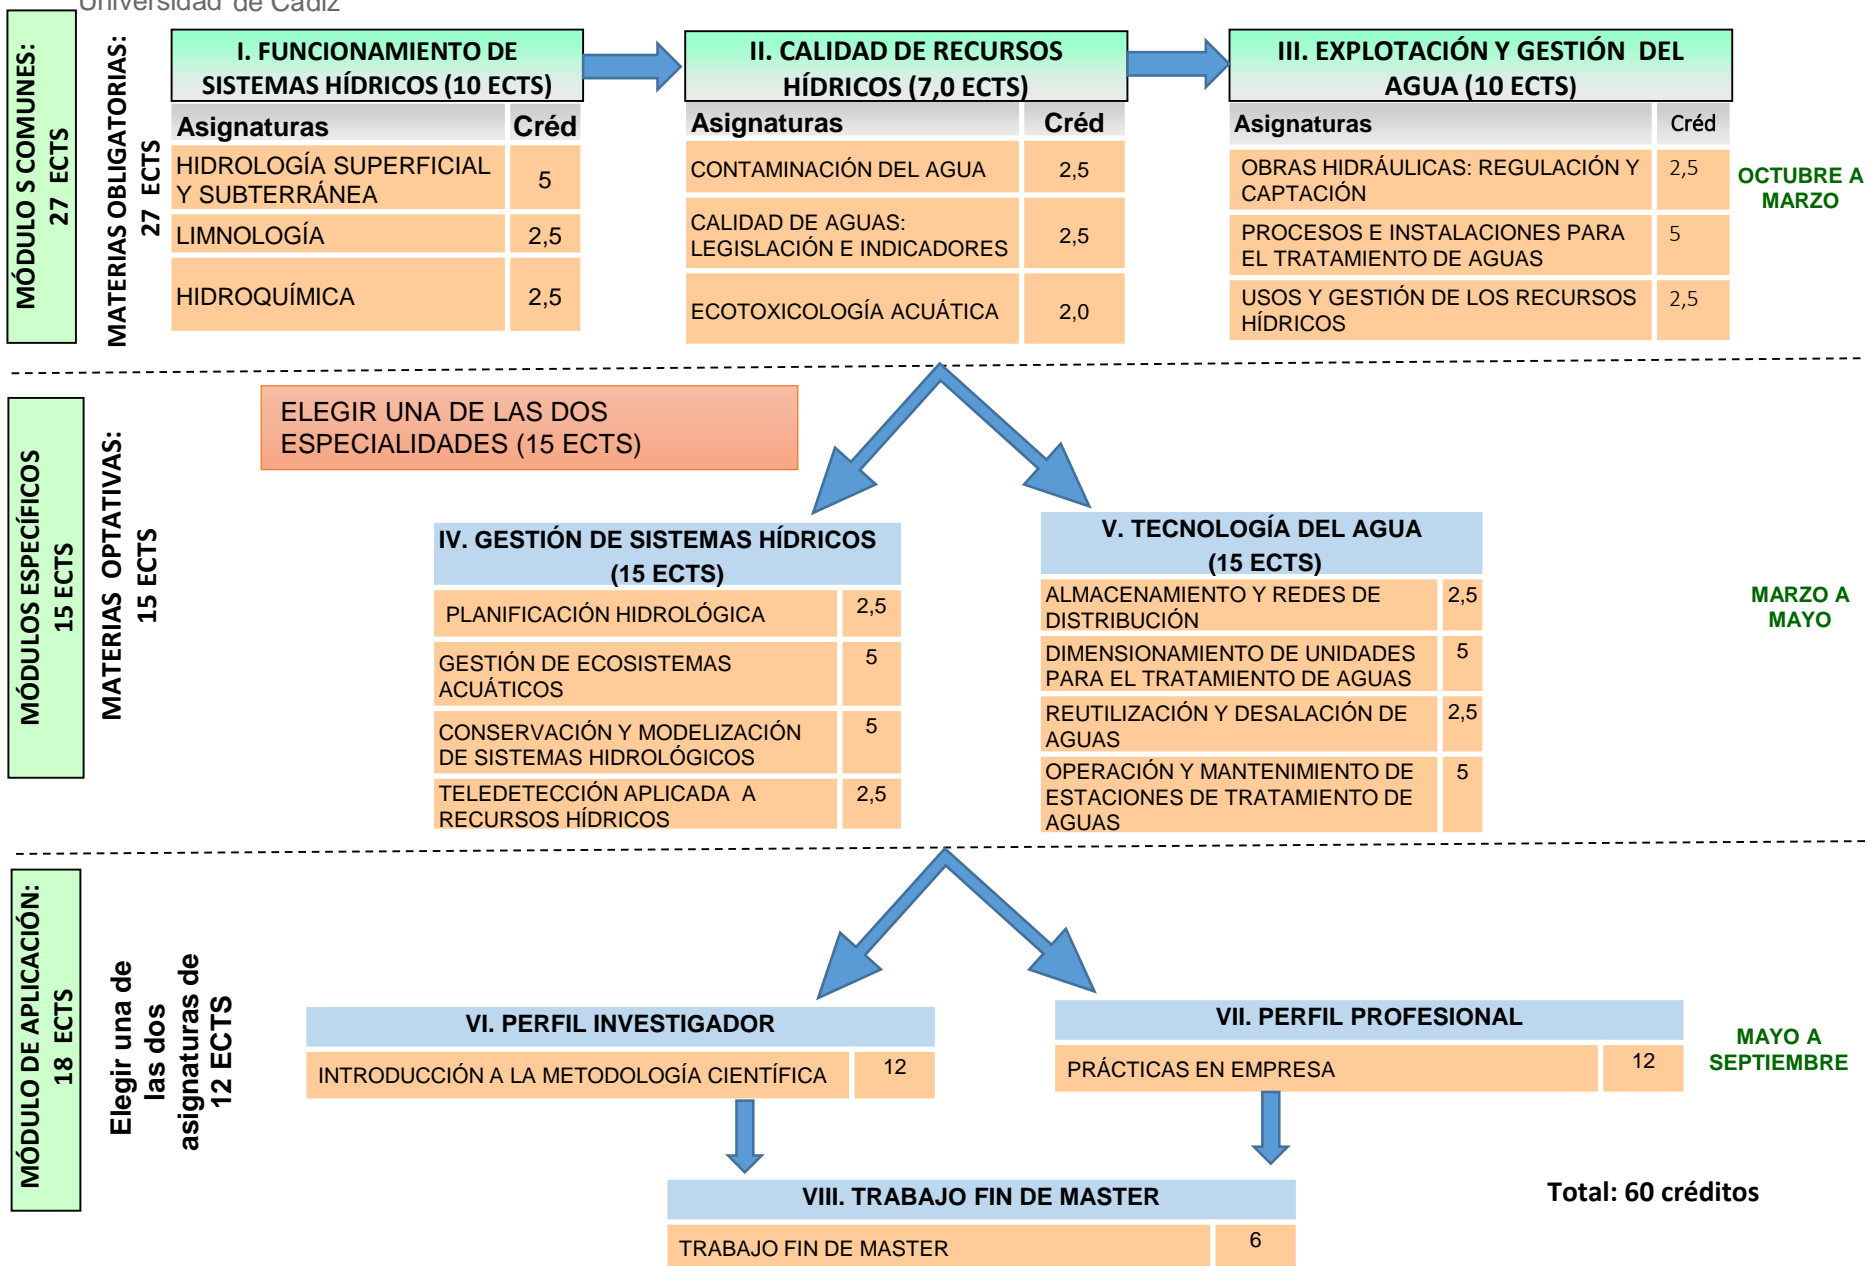 Universidad de Cádiz
MÓDULO S COMUNES:
27 ECTS
MATERIAS OBLIGATORIAS:
27 ECTS
I. FUNCIONAMIENTO DE
SISTEMAS HÍDRICOS (10 ECTS)
Asignaturas Créd
HIDROLOGÍA SUPERFICIAL
Y SUBTERRÁNEA 5
LIMNOLOGÍA 2,5
HIDROQUÍMICA 2,5
II. CALIDAD DE RECURSOS
HÍDRICOS (7,0 ECTS)
Asignaturas Créd
CONTAMINACIÓN DEL AGUA 2,5
CALIDAD DE AGUAS:
LEGISLACIÓN E INDICADORES 2,5
ECOTOXICOLOGÍA ACUÁTICA 2,0
III. EXPLOTACIÓN Y GESTIÓN DEL
AGUA (10 ECTS)
Asignaturas Créd
OBRAS HIDRÁULICAS: REGULACIÓN Y 2,5
CAPTACIÓN
PROCESOS E INSTALACIONES PARA 5
EL TRATAMIENTO DE AGUAS
USOS Y GESTIÓN DE LOS RECURSOS 2,5
HÍDRICOS
OCTUBRE A
MARZO
MÓDULOS ESPECÍFICOS
15 ECTS
MATERIAS OPTATIVAS:
15 ECTS
ELEGIR UNA DE LAS DOS
ESPECIALIDADES (15 ECTS)
IV. GESTIÓN DE SISTEMAS HÍDRICOS
(15 ECTS)
PLANIFICACIÓN HIDROLÓGICA 2,5
GESTIÓN DE ECOSISTEMAS 5
ACUÁTICOS
CONSERVACIÓN Y MODELIZACIÓN 5
DE SISTEMAS HIDROLÓGICOS
TELEDETECCIÓN APLICADA A 2,5
RECURSOS HÍDRICOS
V. TECNOLOGÍA DEL AGUA
(15 ECTS)
ALMACENAMIENTO Y REDES DE 2,5
DISTRIBUCIÓN
DIMENSIONAMIENTO DE UNIDADES 5
PARA EL TRATAMIENTO DE AGUAS
REUTILIZACIÓN Y DESALACIÓN DE 2,5
AGUAS
OPERACIÓN Y MANTENIMIENTO DE 5
ESTACIONES DE TRATAMIENTO DE
AGUAS
MARZO A
MAYO
MÓDULO DE APLICACIÓN:
18 ECTS
Elegir una de
las dos
asignaturas de
12 ECTS
VI. PERFIL INVESTIGADOR
INTRODUCCIÓN A LA METODOLOGÍA CIENTÍFICA 12
VII. PERFIL PROFESIONAL
PRÁCTICAS EN EMPRESA 12
MAYO A
SEPTIEMBRE
VIII. TRABAJO FIN DE MASTER
TRABAJO FIN DE MASTER 6
Total: 60 créditos